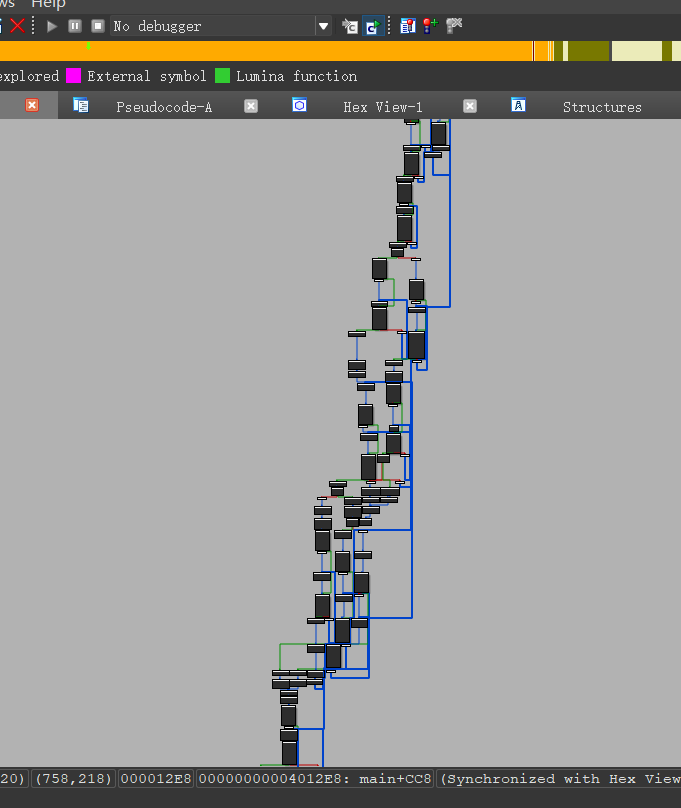 ws Help
No debugger
explored External symbol Lumina function
Pseudocode-A Hex View-1 Structures
20) (758,218) 000012E8 00000000004012E8: main+CC8 (Synchronized with Hex View